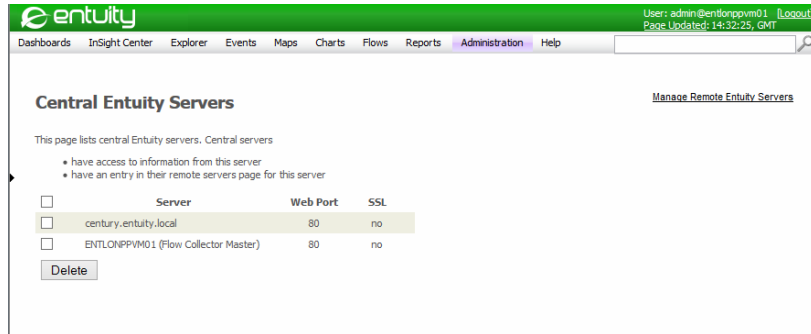 entuity
User: admin@entlonppvm01 [Logout
Page Updated: 14:32:25, GMT
Dashboards InSight Center Explorer Events Maps Charts Flows Reports Administration Help
Central Entuity Servers
Manage Remote Entuity Servers
This page lists central Entuity servers. Central servers
• have access to information from this server
• have an entry in their remote servers page for this server
Server Web Port SSL
century.entuity.local 80 no
ENTLONPPVM01 (Flow Collector Master) 80 no
Delete